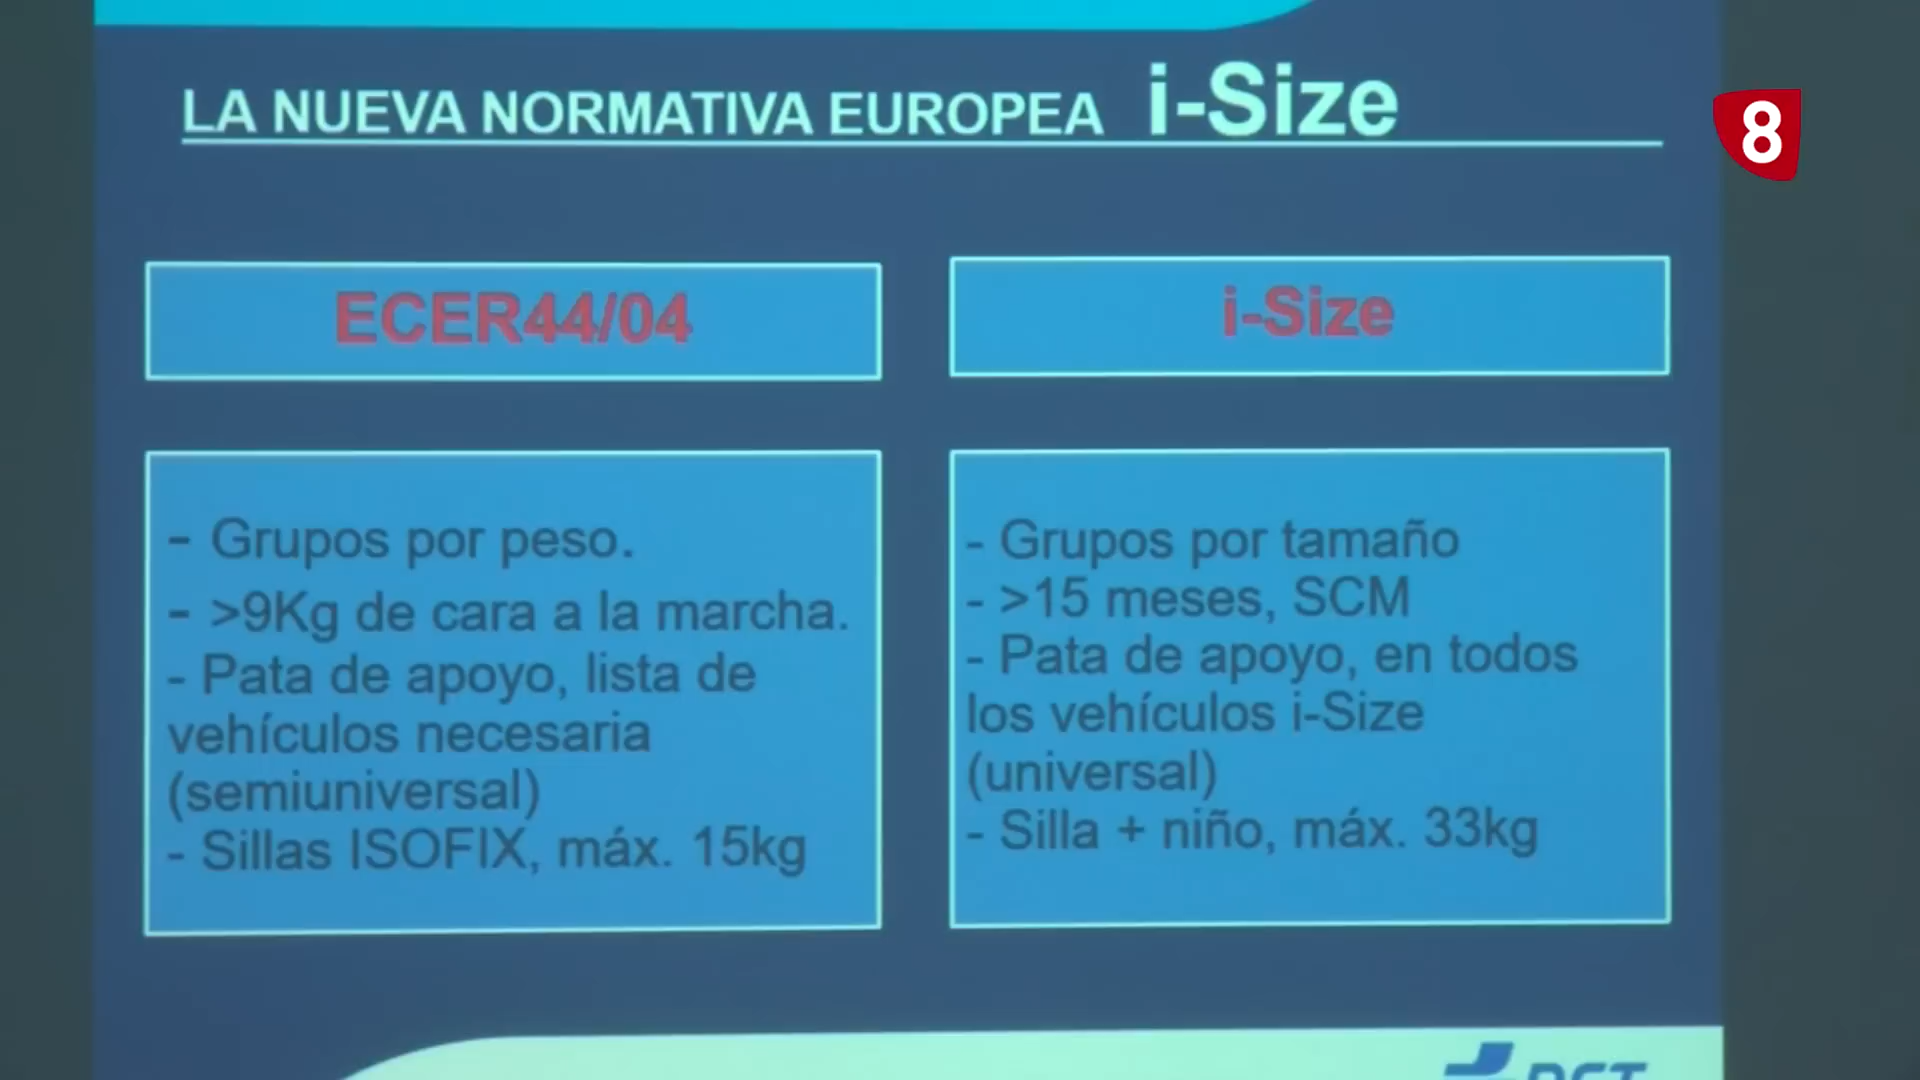 LA NUEVA NORMATIVA EUROPEA i-Size
8
ECER44/04
- Grupos por peso.
- >9Kg de cara a la marcha.
- Pata de apoyo, lista de
vehículos necesaria
(semiuniversal)
- Sillas ISOFIX, máx. 15kg
i-Size
- Grupos por tamaño
- >15 meses, SCM
- Pata de apoyo, en todos
los vehículos i-Size
(universal)
- Silla + niño, máx. 33kg